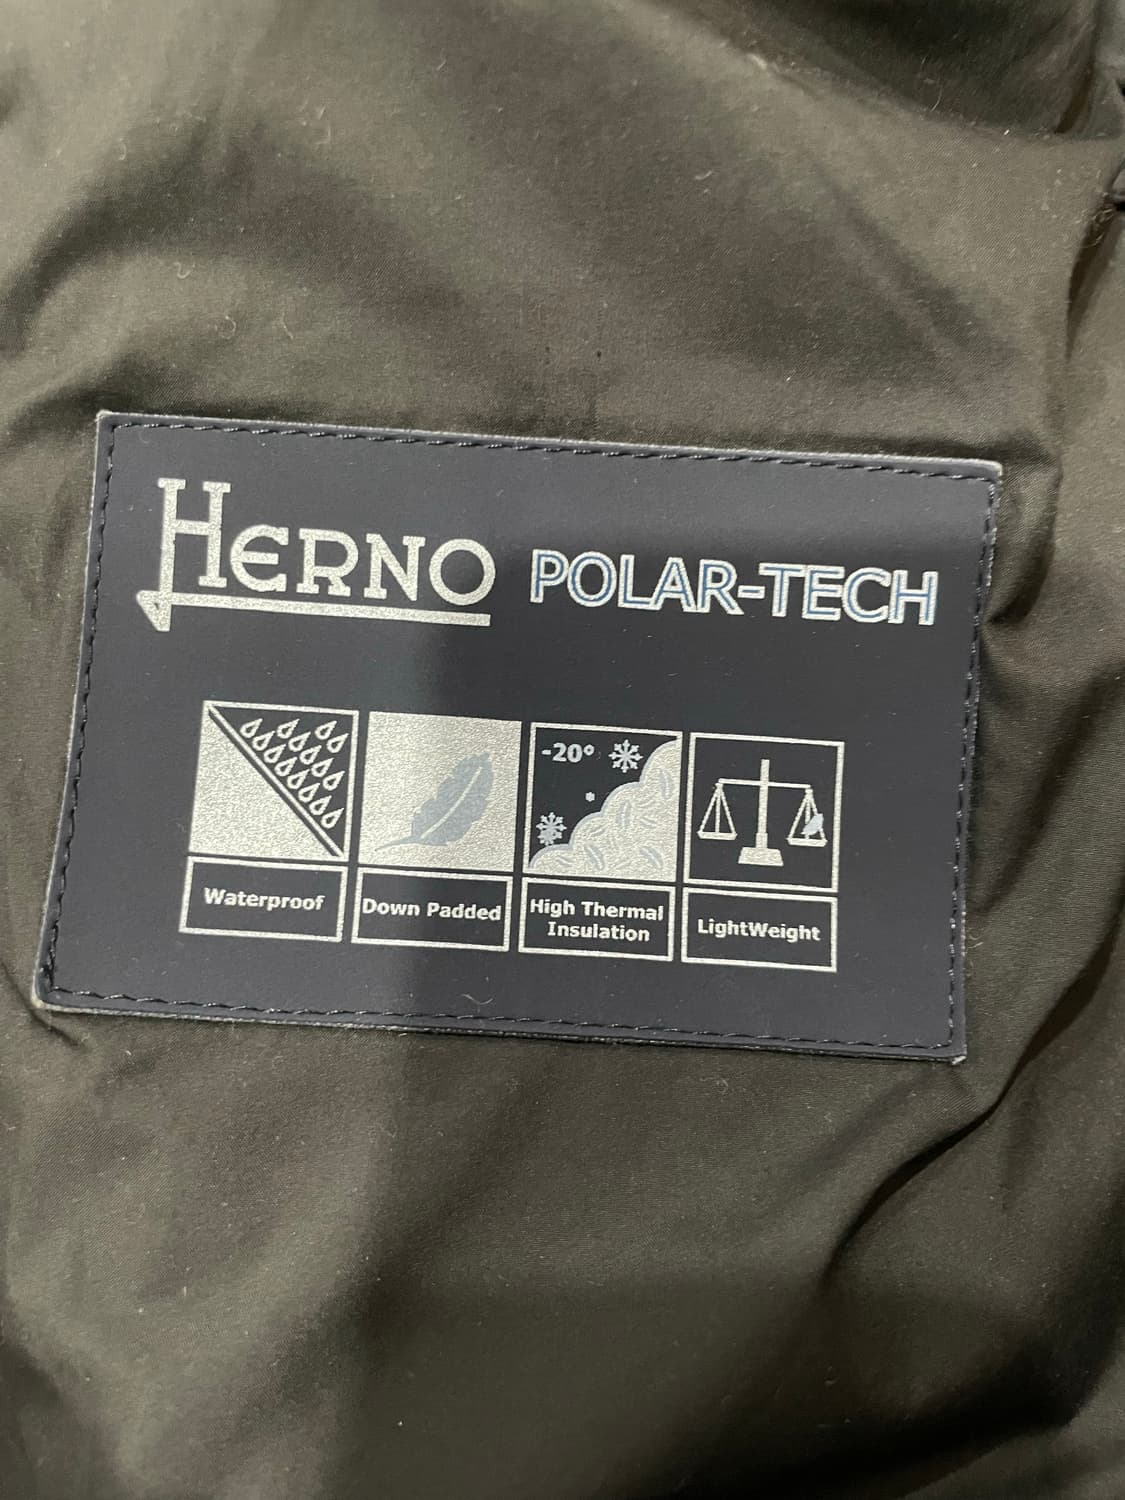 HERNO POLAR-TECH
-20°
Waterproof
Down Padded
High Thermal
Insulation
LightWeight